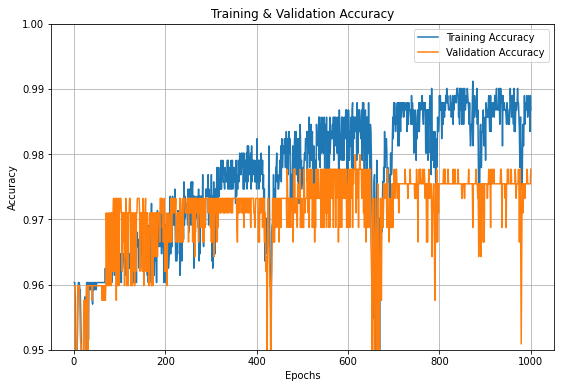 Training & Validation Accuracy
Training Accuracy
Validation Accuracy
1.00
0.99
0.98
0.97
0.96
0.95
Accuracy
0
200
400
600
800
1000
Epochs